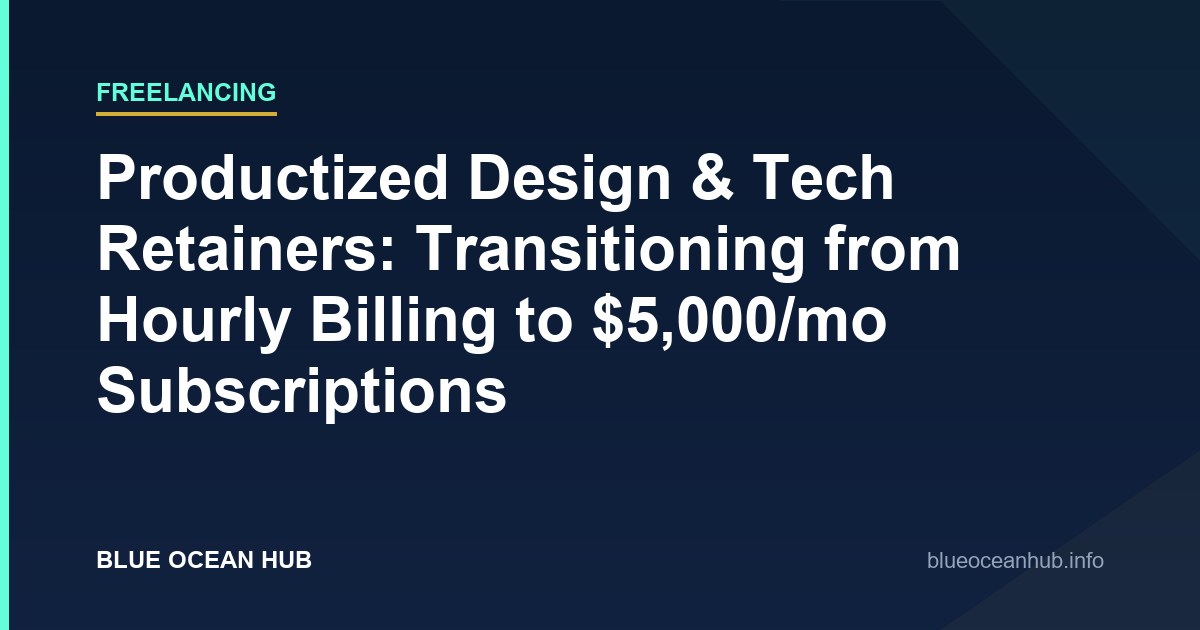 FREELANCING
Productized Design & Tech
Retainers: Transitioning from
Hourly Billing to $5,000/mo
Subscriptions
BLUE OCEAN HUB
blueoceanhub.info